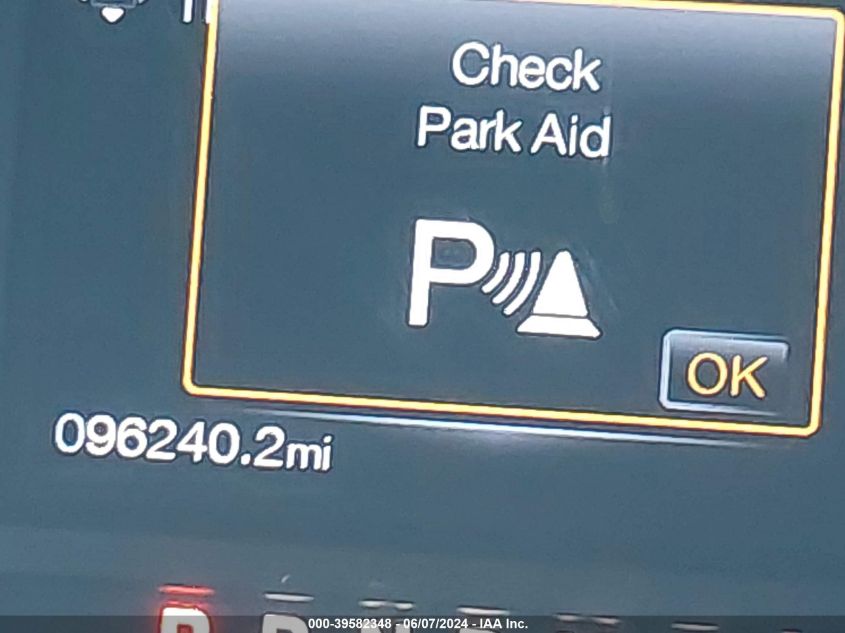 Check
Park Aid
P
OK
096240.2mi
000-39582348 - 06/07/2024 - IAA Inc.